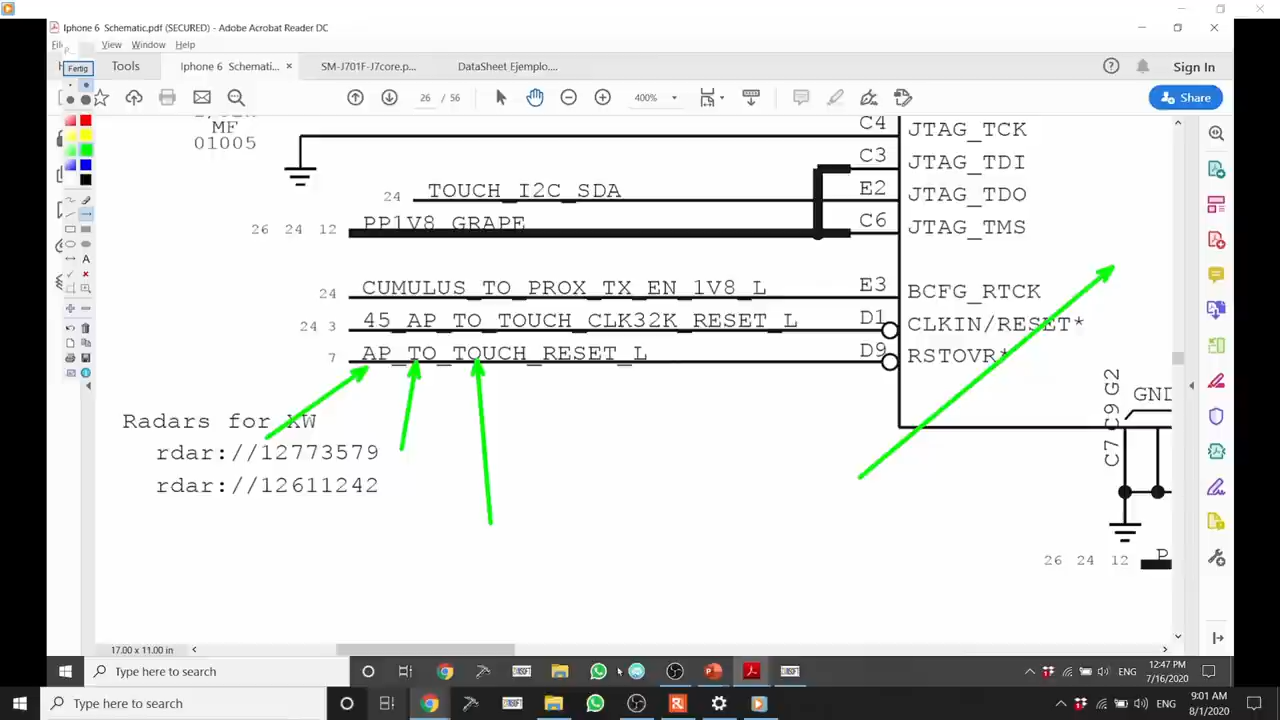 Iphone 6 Schematic.pdf (SECURED) - Adobe Acrobat Reader DC
View Window Help
Fertig
Tools Iphone 6 Schemati... × SM-J701F-J7core.p... DataSheet Ejemplo.... Sign In
26 / 56 400% Share
MF
01005
C4 JTAG_TCK
C3 JTAG_TDI
24 TOUCH_I2C_SDA E2 JTAG_TDO
26 24 12 PP1V8_GRAPE C6 JTAG_TMS
24 CUMULUS_TO_PROX_TX_EN_1V8_L E3 BCFG_RTCK
24 3 45_AP_TO_TOUCH_CLK32K_RESET_L D1 CLKIN/RESET*
7 AP_TO_TOUCH_RESET_L D9 RSTOVR*
C7 C9 G2
GND
Radars for XW
rdar://12773579
rdar://12611242
26 24 12 P
17.00 x 11.00 in
Type here to search ENG 12:47 PM
7/16/2020
Type here to search ENG 9:01 AM
8/1/2020